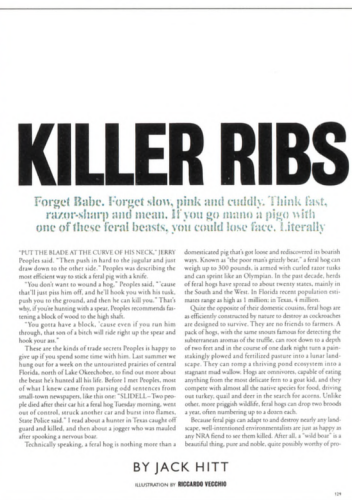 KILLER RIBS
Forget Babe. Forget slow, pink and cuddly. Think fast,
razor-sharp and mean. If you go mano a pigo with
one of these feral beasts, you could lose face. Literally
"PUT THE BLADE AT THE CURVE OF HIS NECK," JERRY
Peoples said. "Then push in hard to the jugular and just
draw down to the other side." Peoples was describing the
most efficient way to stick a feral pig with a knife.
"You don't want to wound a hog," Peoples said, "'cause
that'll just piss him off, and he'll hook you with his tusk,
push you to the ground, and then he can kill you." That's
why, if you're hunting with a spear, Peoples recommends fas-
tening a block of wood to the high shaft.
"You gotta have a block, 'cause even if you run him
through, that son of a bitch will ride right up the spear and
hook your ass."
These are the kinds of trade secrets Peoples is happy to
give up if you spend some time with him. Last summer we
hung out for a week on the untoured prairies of central
Florida, north of Lake Okeechobee, to find out more about
the beast he's hunted all his life. Before I met Peoples, most
of what I knew came from parsing odd sentences from
small-town newspapers, like this one: "SLIDELL—Two peo-
ple died after their car hit a feral hog Tuesday morning, went
out of control, struck another car and burst into flames,
State Police said." I read about a hunter in Texas caught off
guard and killed, and then about a jogger who was mauled
after spooking a nervous boar.
Technically speaking, a feral hog is nothing more than a
domesticated pig that's got loose and rediscovered its boarish
ways. Known as "the poor man's grizzly bear," a feral hog can
weigh up to 300 pounds, is armed with curled razor tusks
and can sprint like an Olympian. In the past decade, herds
of feral hogs have spread to about twenty states, mainly in
the South and the West. In Florida recent population esti-
mates range as high as 1 million; in Texas, 4 million.
Quite the opposite of their domestic cousins, feral hogs are
as efficiently constructed by nature to destroy as cockroaches
are designed to survive. They are no friends to farmers. A
pack of hogs, with the same snouts famous for detecting the
subterranean aromas of the truffle, can root down to a depth
of two feet and in the course of one dark night turn a pain-
stakingly plowed and fertilized pasture into a lunar land-
scape. They can romp a thriving pond ecosystem into a
stagnant mud wallow. Hogs are omnivores, capable of eating
anything from the most delicate fern to a goat kid, and they
compete with almost all the native species for food, driving
out turkey, quail and deer in the search for acorns. Unlike
other, more priggish wildlife, feral hogs can drop two broods
a year, often numbering up to a dozen each.
Because feral pigs can adapt to and destroy nearly any land-
scape, well-intentioned environmentalists are just as happy as
any NRA fiend to see them killed. After all, a "wild boar" is a
beautiful thing, pure and noble, quite possibly worthy of pro-
BY JACK HITT
ILLUSTRATION BY RICCARDO VECCHIO
129